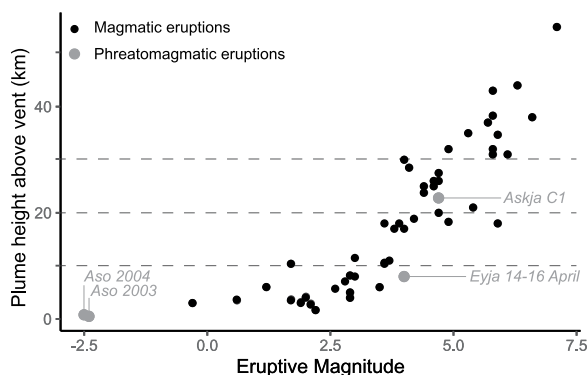 Magmatic eruptions
Phreatomagmatic eruptions
Plume height above vent (km)
40
20
0
Askja C1
Aso 2004
Aso 2003
Eyja 14-16 April
-2.5
0.0
2.5
5.0
7.5
Eruptive Magnitude